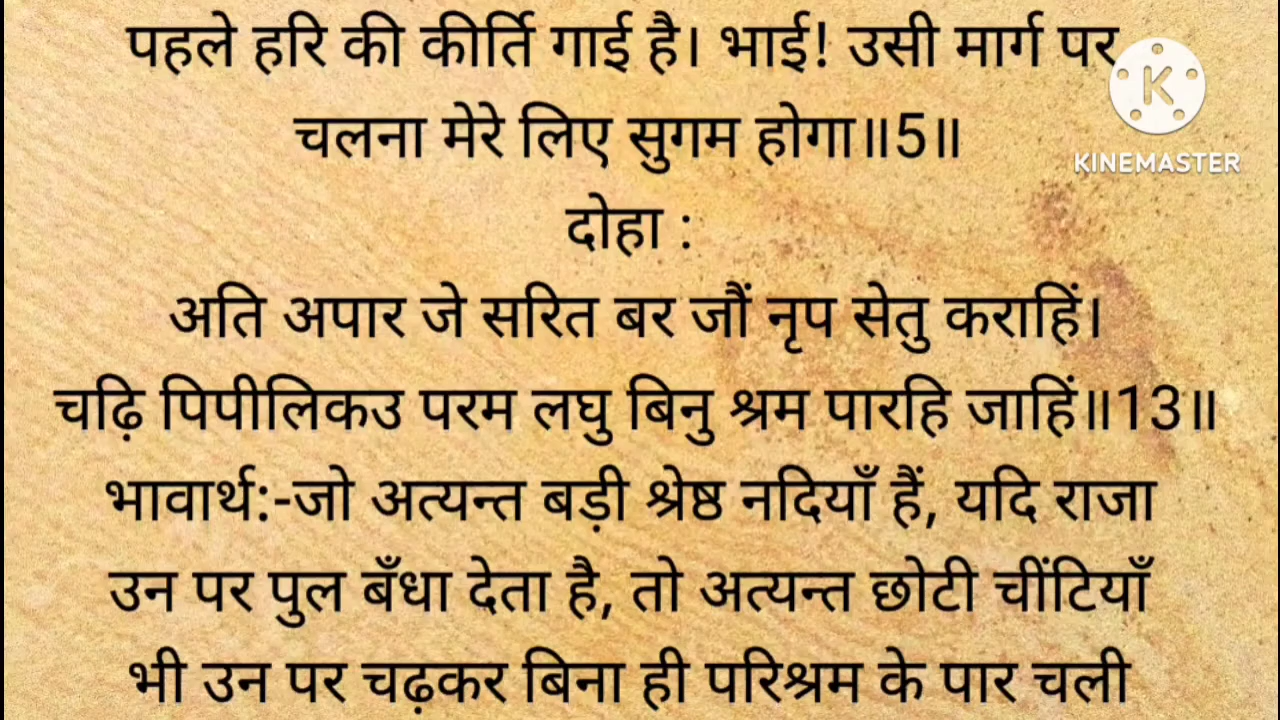 पहले हरि की कीर्ति गाई है। भाई! उसी मार्ग पर
चलना मेरे लिए सुगम होगा॥5॥
दोहा :
अति अपार जे सरित बर जौं नृप सेतु कराहिं।
चढ़ि पिपीलिकउ परम लघु बिनु श्रम पारहि जाहिं॥13॥
भावार्थ:-जो अत्यन्त बड़ी श्रेष्ठ नदियाँ हैं, यदि राजा
उन पर पुल बँधा देता है, तो अत्यन्त छोटी चींटियाँ
भी उन पर चढ़कर बिना ही परिश्रम के पार चली
K
KINEMASTER